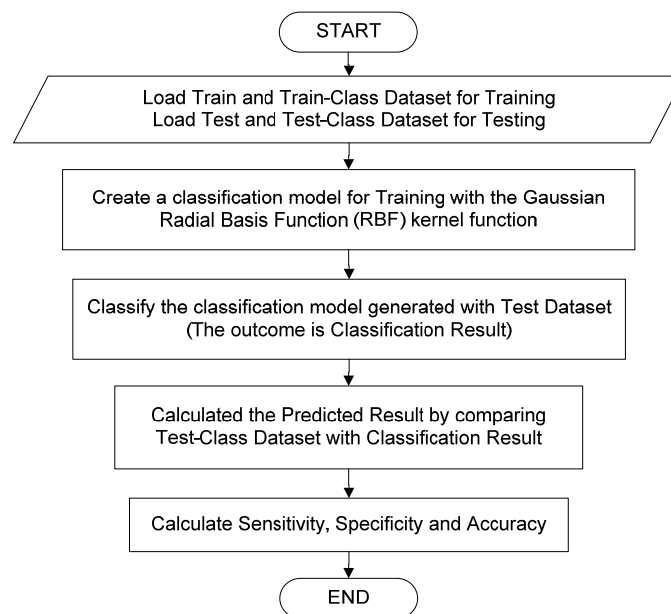 START
Load Train and Train-Class Dataset for Training
Load Test and Test-Class Dataset for Testing
Create a classification model for Training with the Gaussian
Radial Basis Function (RBF) kernel function
Classify the classification model generated with Test Dataset
(The outcome is Classification Result)
Calculated the Predicted Result by comparing
Test-Class Dataset with Classification Result
Calculate Sensitivity, Specificity and Accuracy
END